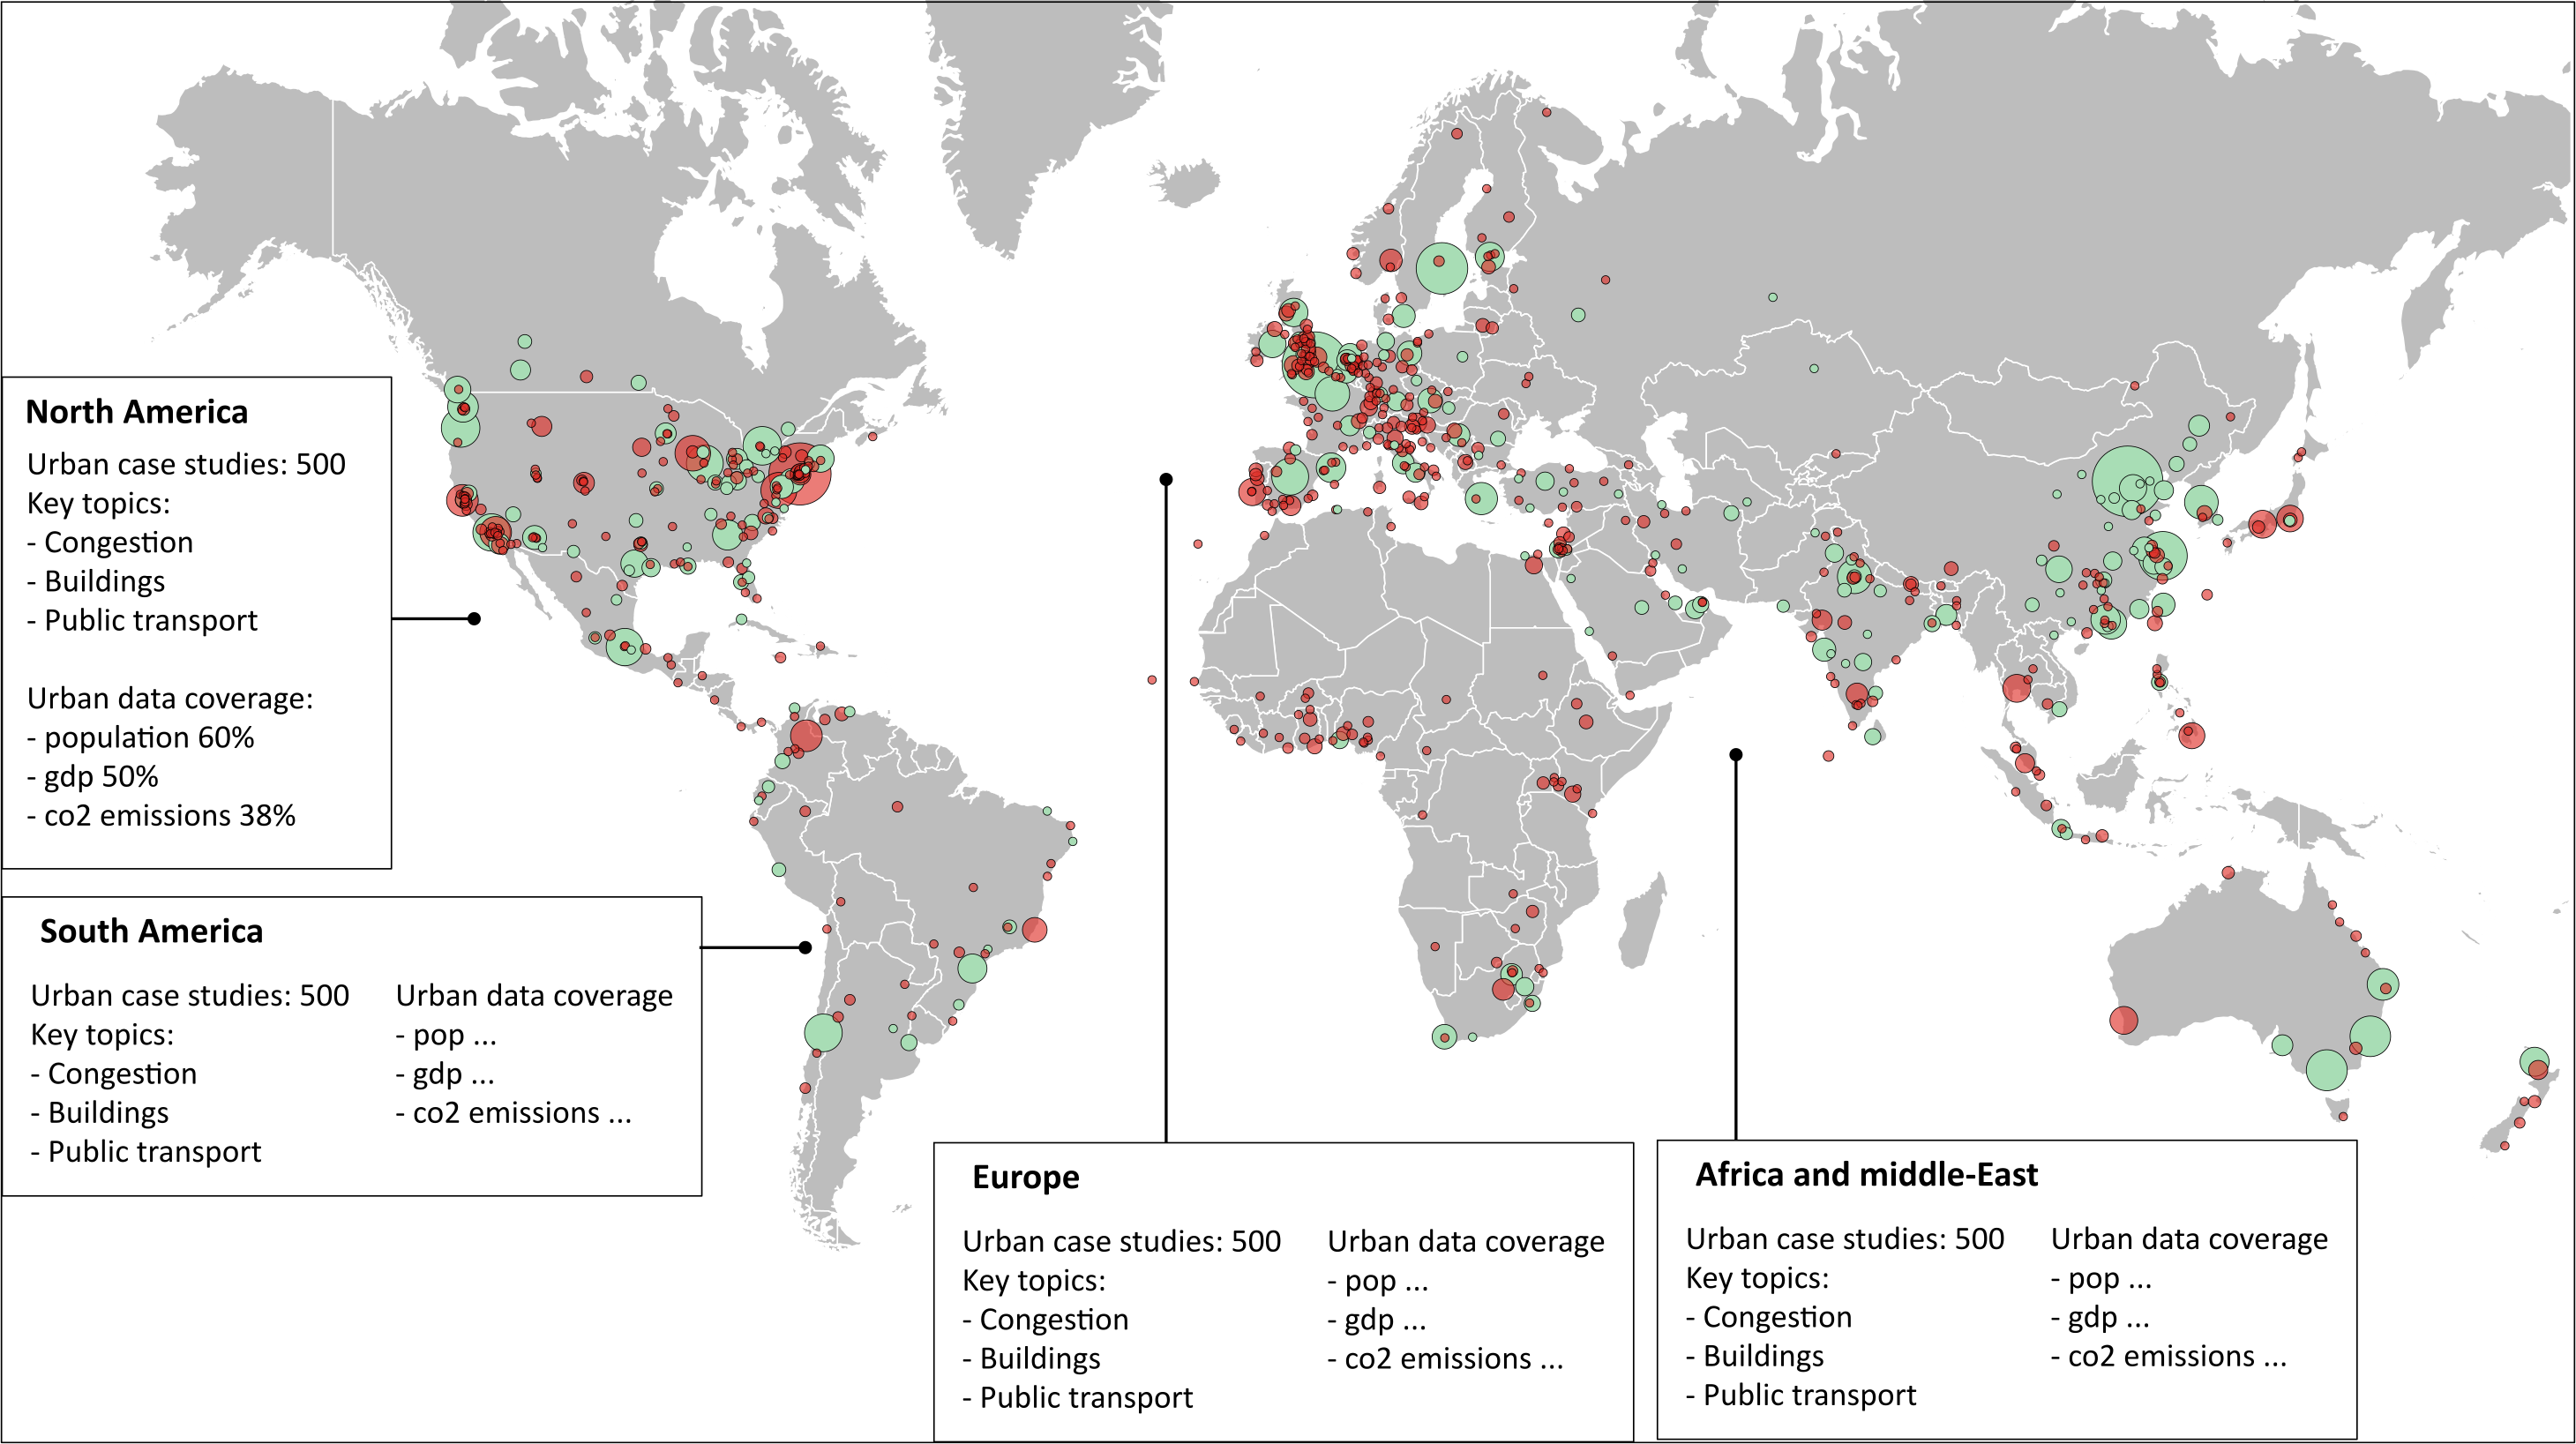 North America
Urban case studies: 500
Key topics:
- Congestion
- Buildings
- Public transport
Urban data coverage:
- population 60%
- gdp 50%
- co2 emissions 38%
South America
Urban case studies: 500
Key topics:
- Congestion
- Buildings
- Public transport
Urban data coverage
- pop ...
- gdp ...
- co2 emissions ...
Europe
Urban case studies: 500
Key topics:
- Congestion
- Buildings
- Public transport
Urban data coverage
- pop ...
- gdp ...
- co2 emissions ...
Africa and middle-East
Urban case studies: 500
Key topics:
- Congestion
- Buildings
- Public transport
Urban data coverage
- pop ...
- gdp ...
- co2 emissions ...